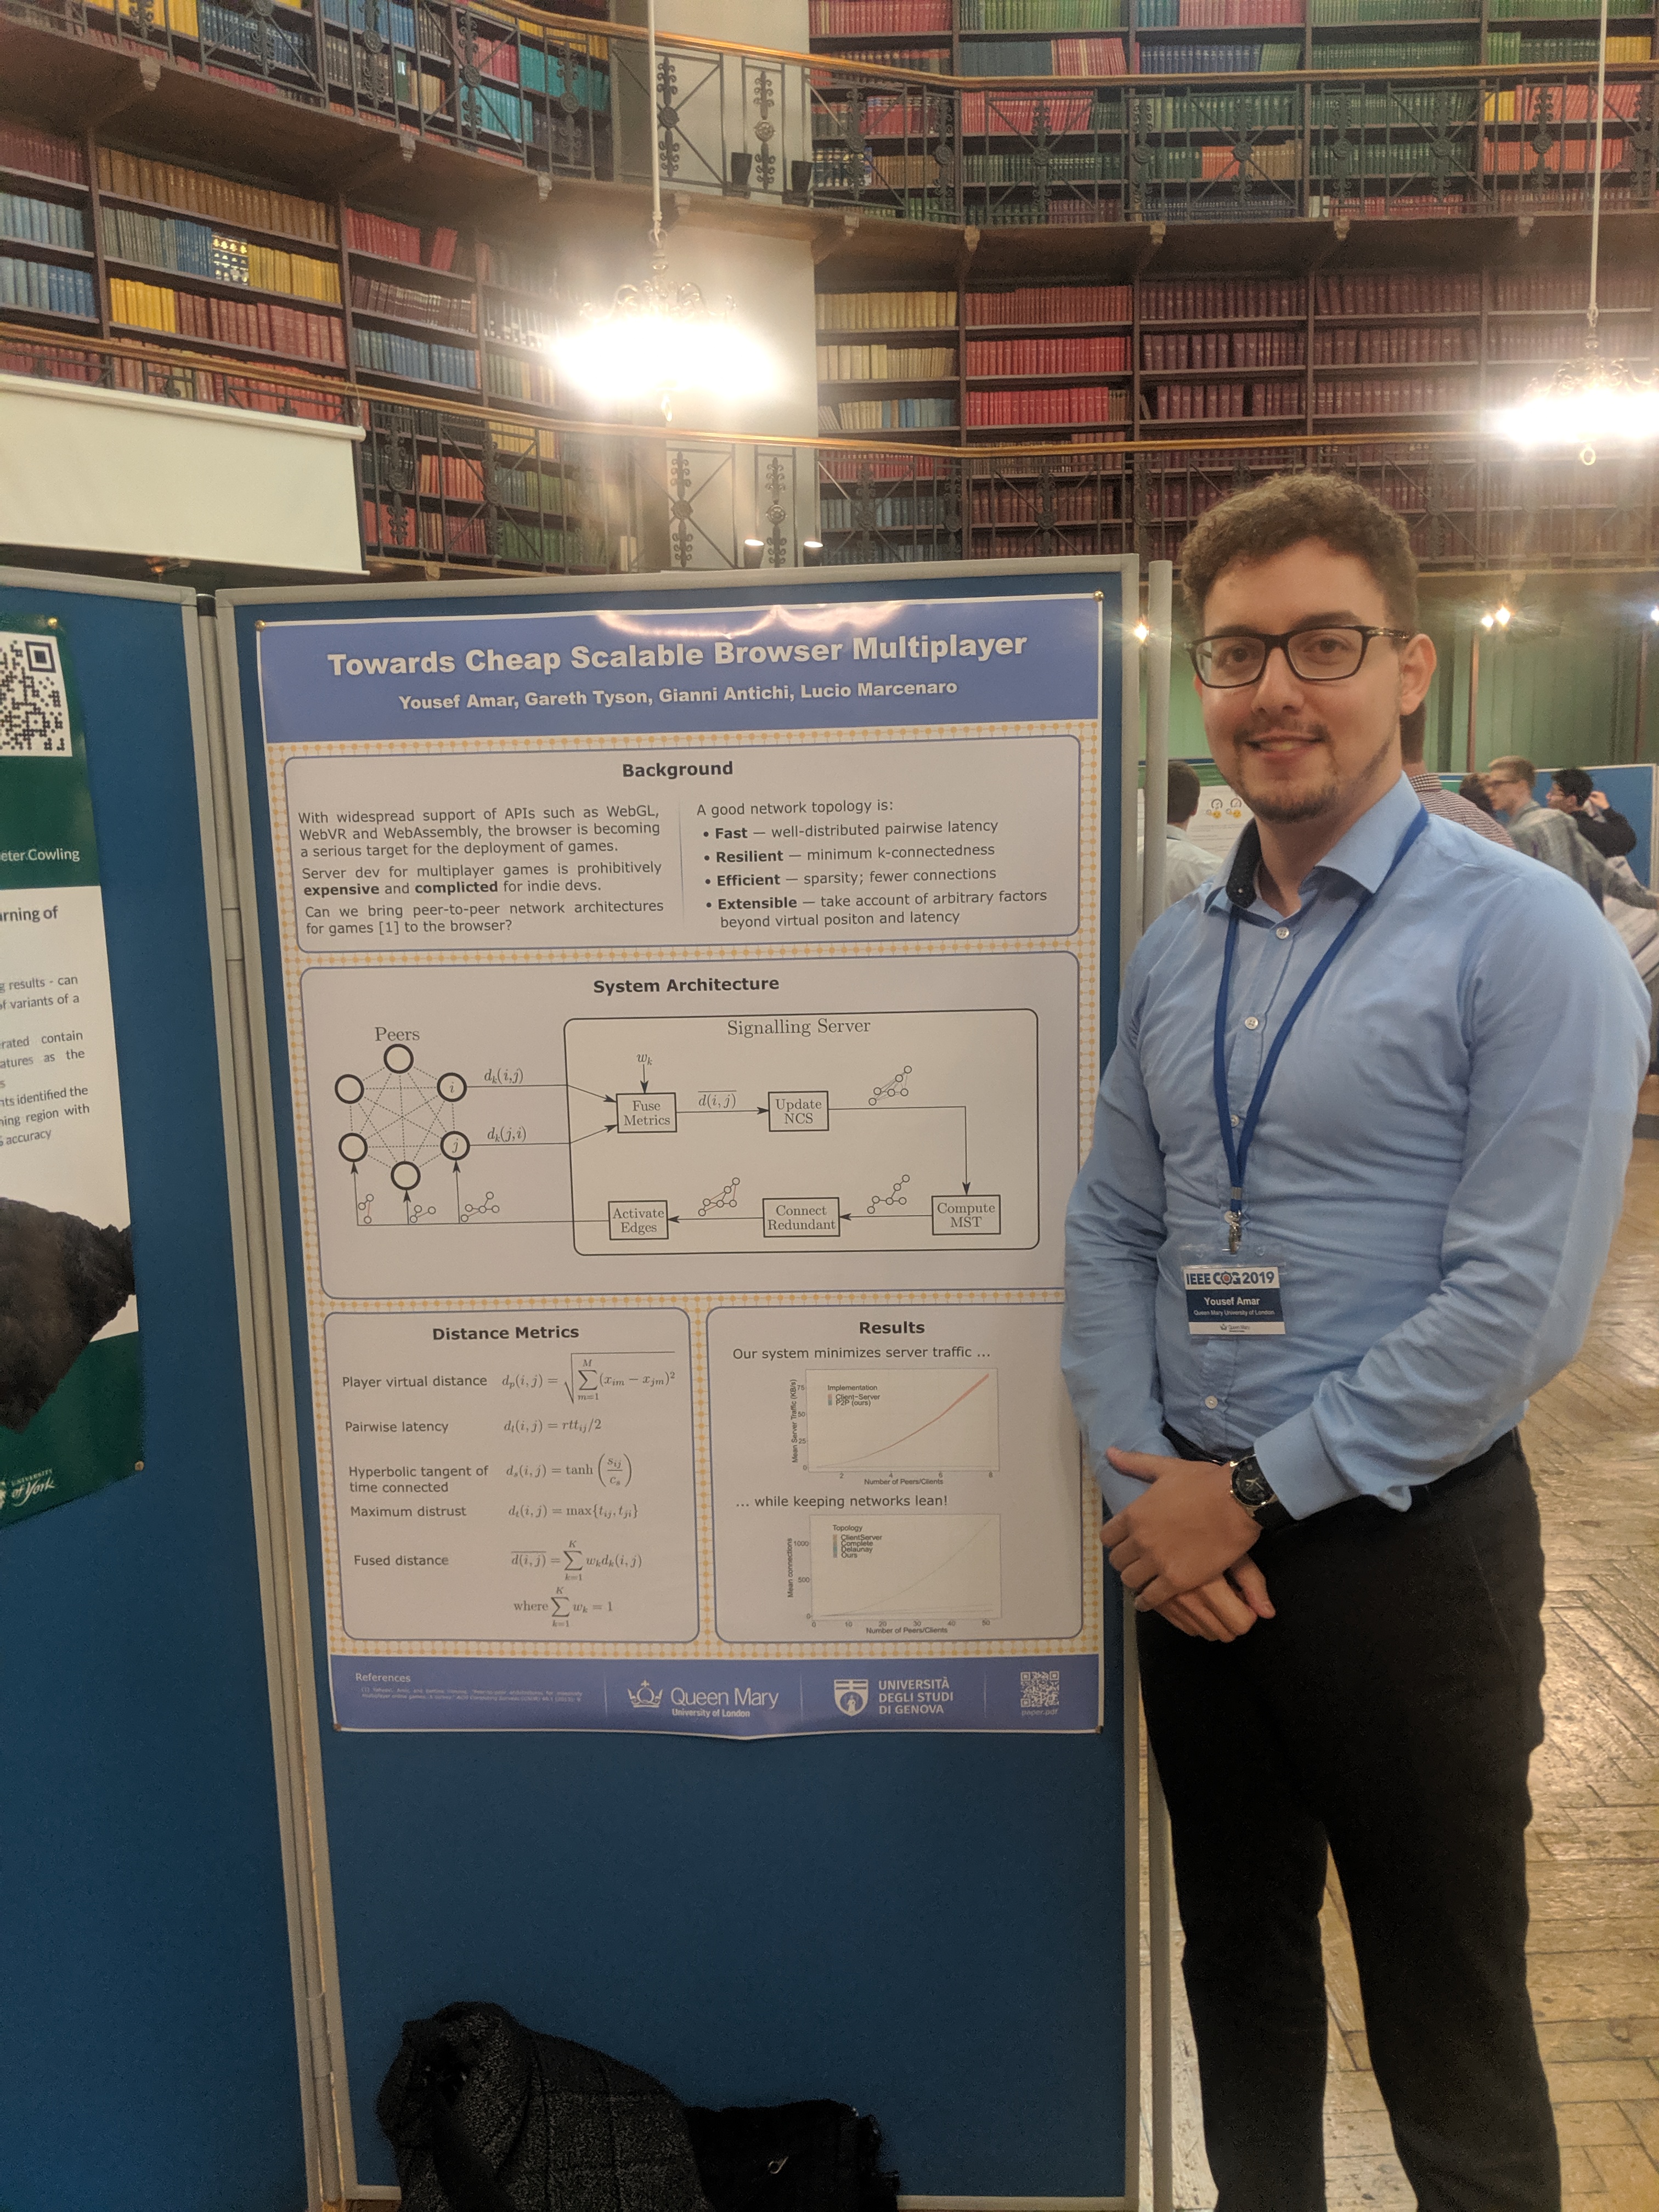 eter Cowling
rning of
g results - can
of variants of a
rated contain
atures as the
s
nts identified the
ning region with
accuracy
UNIVERSITY
of York
Towards Cheap Scalable Browser Multiplayer
Yousef Amar, Gareth Tyson, Gianni Antichi, Lucio Marcenaro
Background
With widespread support of APIs such as WebGL,
WebVR and WebAssembly, the browser is becoming
a serious target for the deployment of games.
Server dev for multiplayer games is prohibitively
expensive and complicted for indie devs.
Can we bring peer-to-peer network architectures
for games [1] to the browser?
A good network topology is:
• Fast — well-distributed pairwise latency
• Resilient — minimum k-connectedness
• Efficient — sparsity; fewer connections
• Extensible — take account of arbitrary factors
beyond virtual positon and latency
System Architecture
Peers
i
j
d_k(i,j)
d_k(j,i)
Signalling Server
w_k
Fuse
Metrics
\overline{d(i,j)}
Update
NCS
Compute
MST
Connect
Redundant
Activate
Edges
Distance Metrics
Player virtual distance d_p(i,j) = \sqrt{\sum_{m=1}^{M}(x_{im} − x_{jm})^2}
Pairwise latency d_l(i,j) = rtt_{ij}/2
Hyperbolic tangent of
time connected d_s(i,j) = tanh(s_{ij}/c_s)
Maximum distrust d_t(i,j) = max{t_{ij}, t_{ji}}
Fused distance \overline{d(i,j)} = \sum_{k=1}^{K} w_k d_k(i,j)
where \sum_{k=1}^{K} w_k = 1
Results
Our system minimizes server traffic ...
Mean Server Traffic (KB/s)
75
50
25
0
Implementation
Client-Server
P2P (ours)
2 4 6 8
Number of Peers/Clients
... while keeping networks lean!
Mean connections
1000
500
0
Topology
ClientServer
Complete
Delaunay
Ours
0 10 20 30 40 50
Number of Peers/Clients
References
Queen Mary
University of London
UNIVERSITÀ
DEGLI STUDI
DI GENOVA
paper.pdf
IEEE COG 2019
Yousef Amar
Queen Mary University of London
Queen Mary